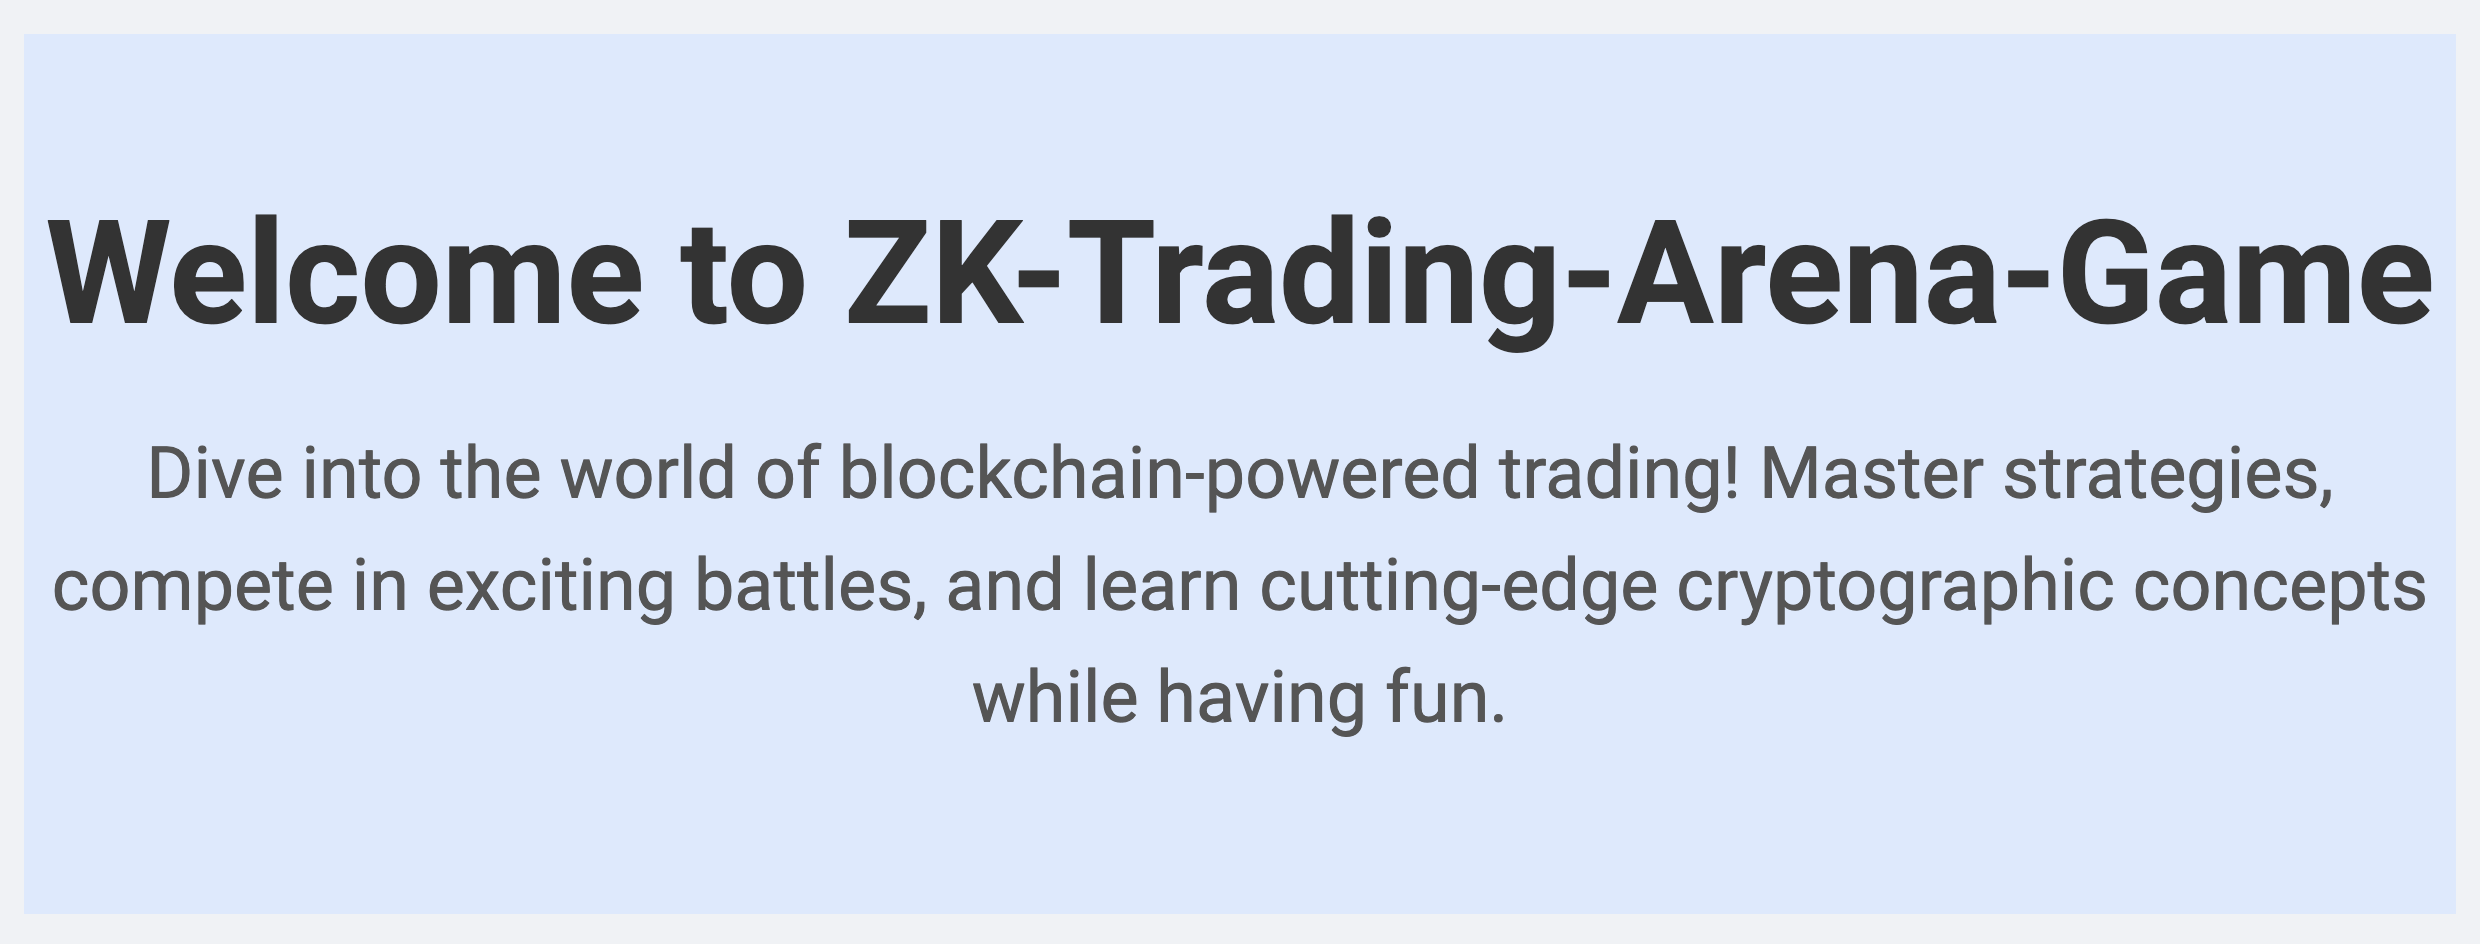 Welcome to ZK-Trading-Arena-Game
Dive into the world of blockchain-powered trading! Master strategies,
compete in exciting battles, and learn cutting-edge cryptographic concepts
while having fun.